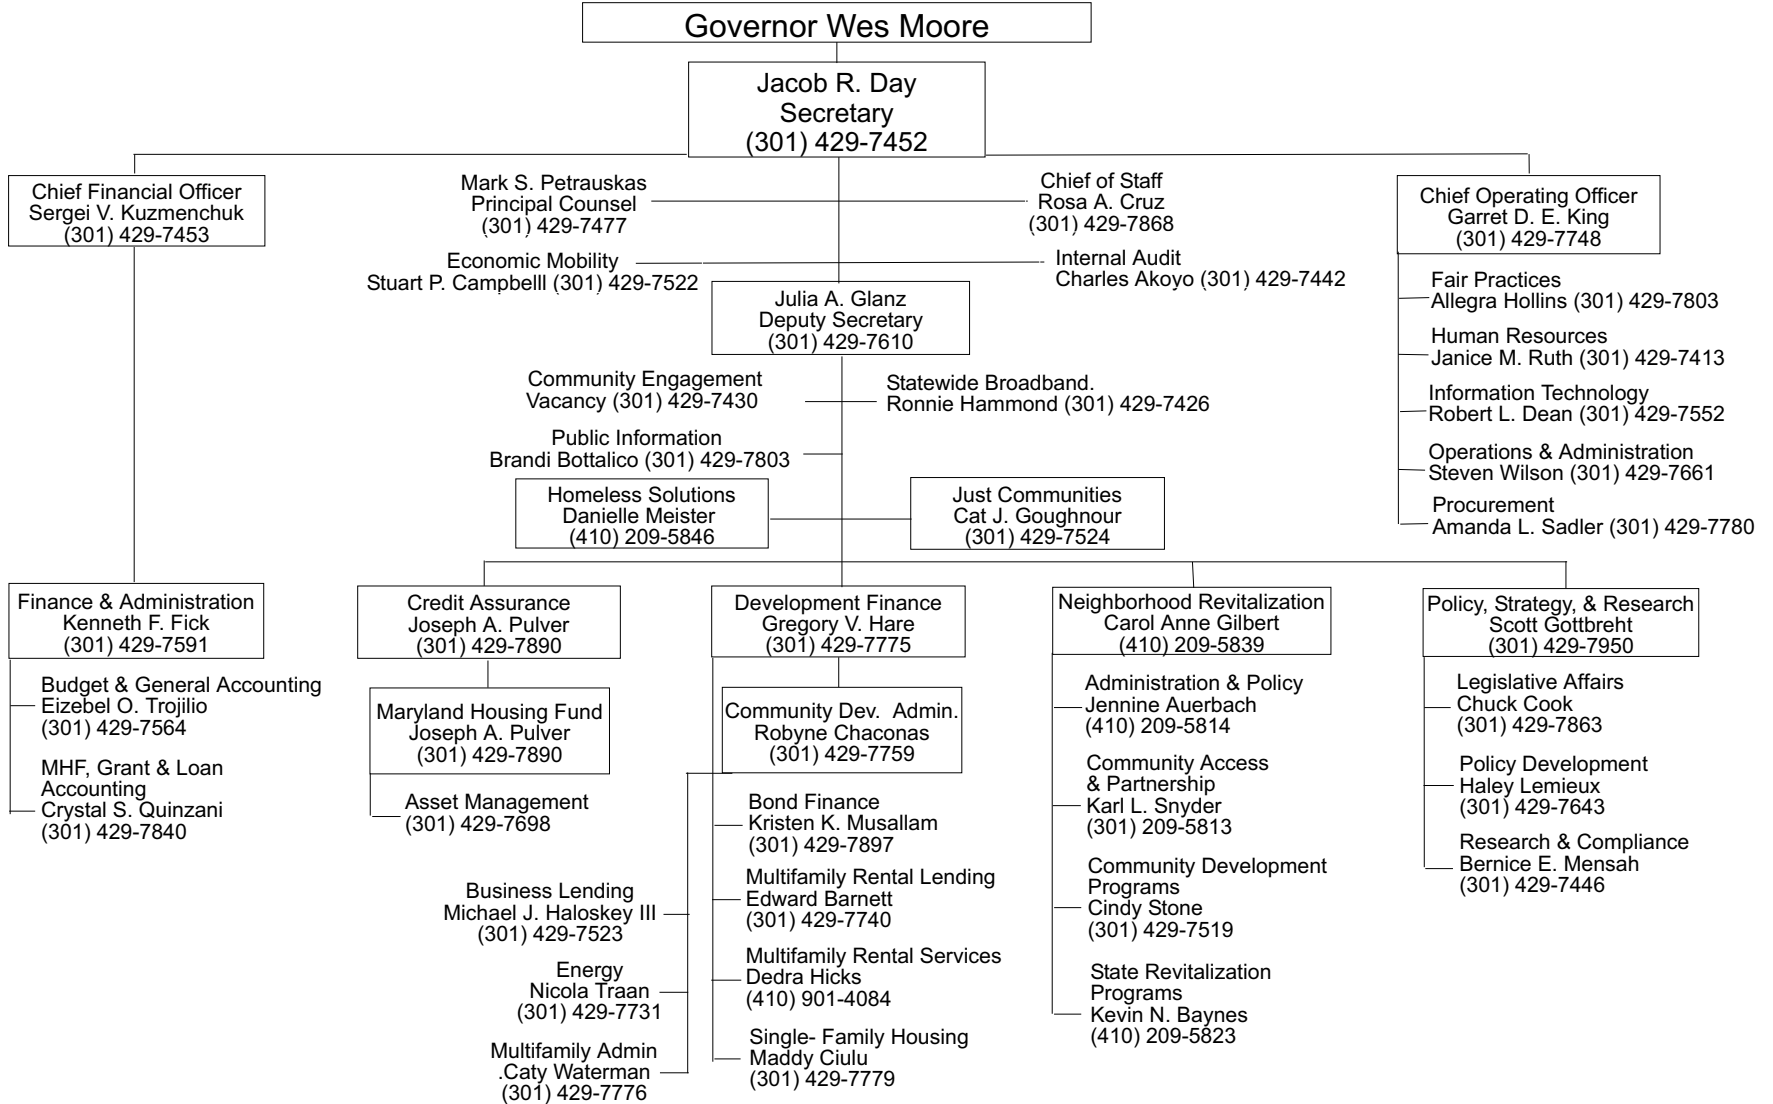 Governor Wes Moore
Jacob R. Day
Secretary
(301) 429-7452
Chief Financial Officer
Sergei V. Kuzmenchuk
(301) 429-7453
Mark S. Petrauskas
Principal Counsel
(301) 429-7477
Chief of Staff
Rosa A. Cruz
(301) 429-7868
Chief Operating Officer
Garret D. E. King
(301) 429-7748
Economic Mobility
Stuart P. Campbelll (301) 429-7522
Internal Audit
Charles Akoyo (301) 429-7442
Julia A. Glanz
Deputy Secretary
(301) 429-7610
Fair Practices
Allegra Hollins (301) 429-7803
Human Resources
Janice M. Ruth (301) 429-7413
Information Technology
Robert L. Dean (301) 429-7552
Operations & Administration
Steven Wilson (301) 429-7661
Procurement
Amanda L. Sadler (301) 429-7780
Community Engagement
Vacancy (301) 429-7430
Statewide Broadband.
Ronnie Hammond (301) 429-7426
Public Information
Brandi Bottalico (301) 429-7803
Homeless Solutions
Danielle Meister
(410) 209-5846
Just Communities
Cat J. Goughnour
(301) 429-7524
Finance & Administration
Kenneth F. Fick
(301) 429-7591
Budget & General Accounting
Eizebel O. Trojilio
(301) 429-7564
MHF, Grant & Loan
Accounting
Crystal S. Quinzani
(301) 429-7840
Credit Assurance
Joseph A. Pulver
(301) 429-7890
Maryland Housing Fund
Joseph A. Pulver
(301) 429-7890
Asset Management
(301) 429-7698
Development Finance
Gregory V. Hare
(301) 429-7775
Community Dev.  Admin.
Robyne Chaconas
(301) 429-7759
Business Lending
Michael J. Haloskey III
(301) 429-7523
Energy
Nicola Traan
(301) 429-7731
Multifamily Admin
.Caty Waterman
(301) 429-7776
Bond Finance
Kristen K. Musallam
(301) 429-7897
Multifamily Rental Lending
Edward Barnett
(301) 429-7740
Multifamily Rental Services
Dedra Hicks
(410) 901-4084
Single- Family Housing
Maddy Ciulu
(301) 429-7779
Neighborhood Revitalization
Carol Anne Gilbert
(410) 209-5839
Administration & Policy
Jennine Auerbach
(410) 209-5814
Community Access
& Partnership
Karl L. Snyder
(301) 209-5813
Community Development
Programs
Cindy Stone
(301) 429-7519
State Revitalization
Programs
Kevin N. Baynes
(410) 209-5823
Policy, Strategy, & Research
Scott Gottbreht
(301) 429-7950
Legislative Affairs
Chuck Cook
(301) 429-7863
Policy Development
Haley Lemieux
(301) 429-7643
Research & Compliance
Bernice E. Mensah
(301) 429-7446